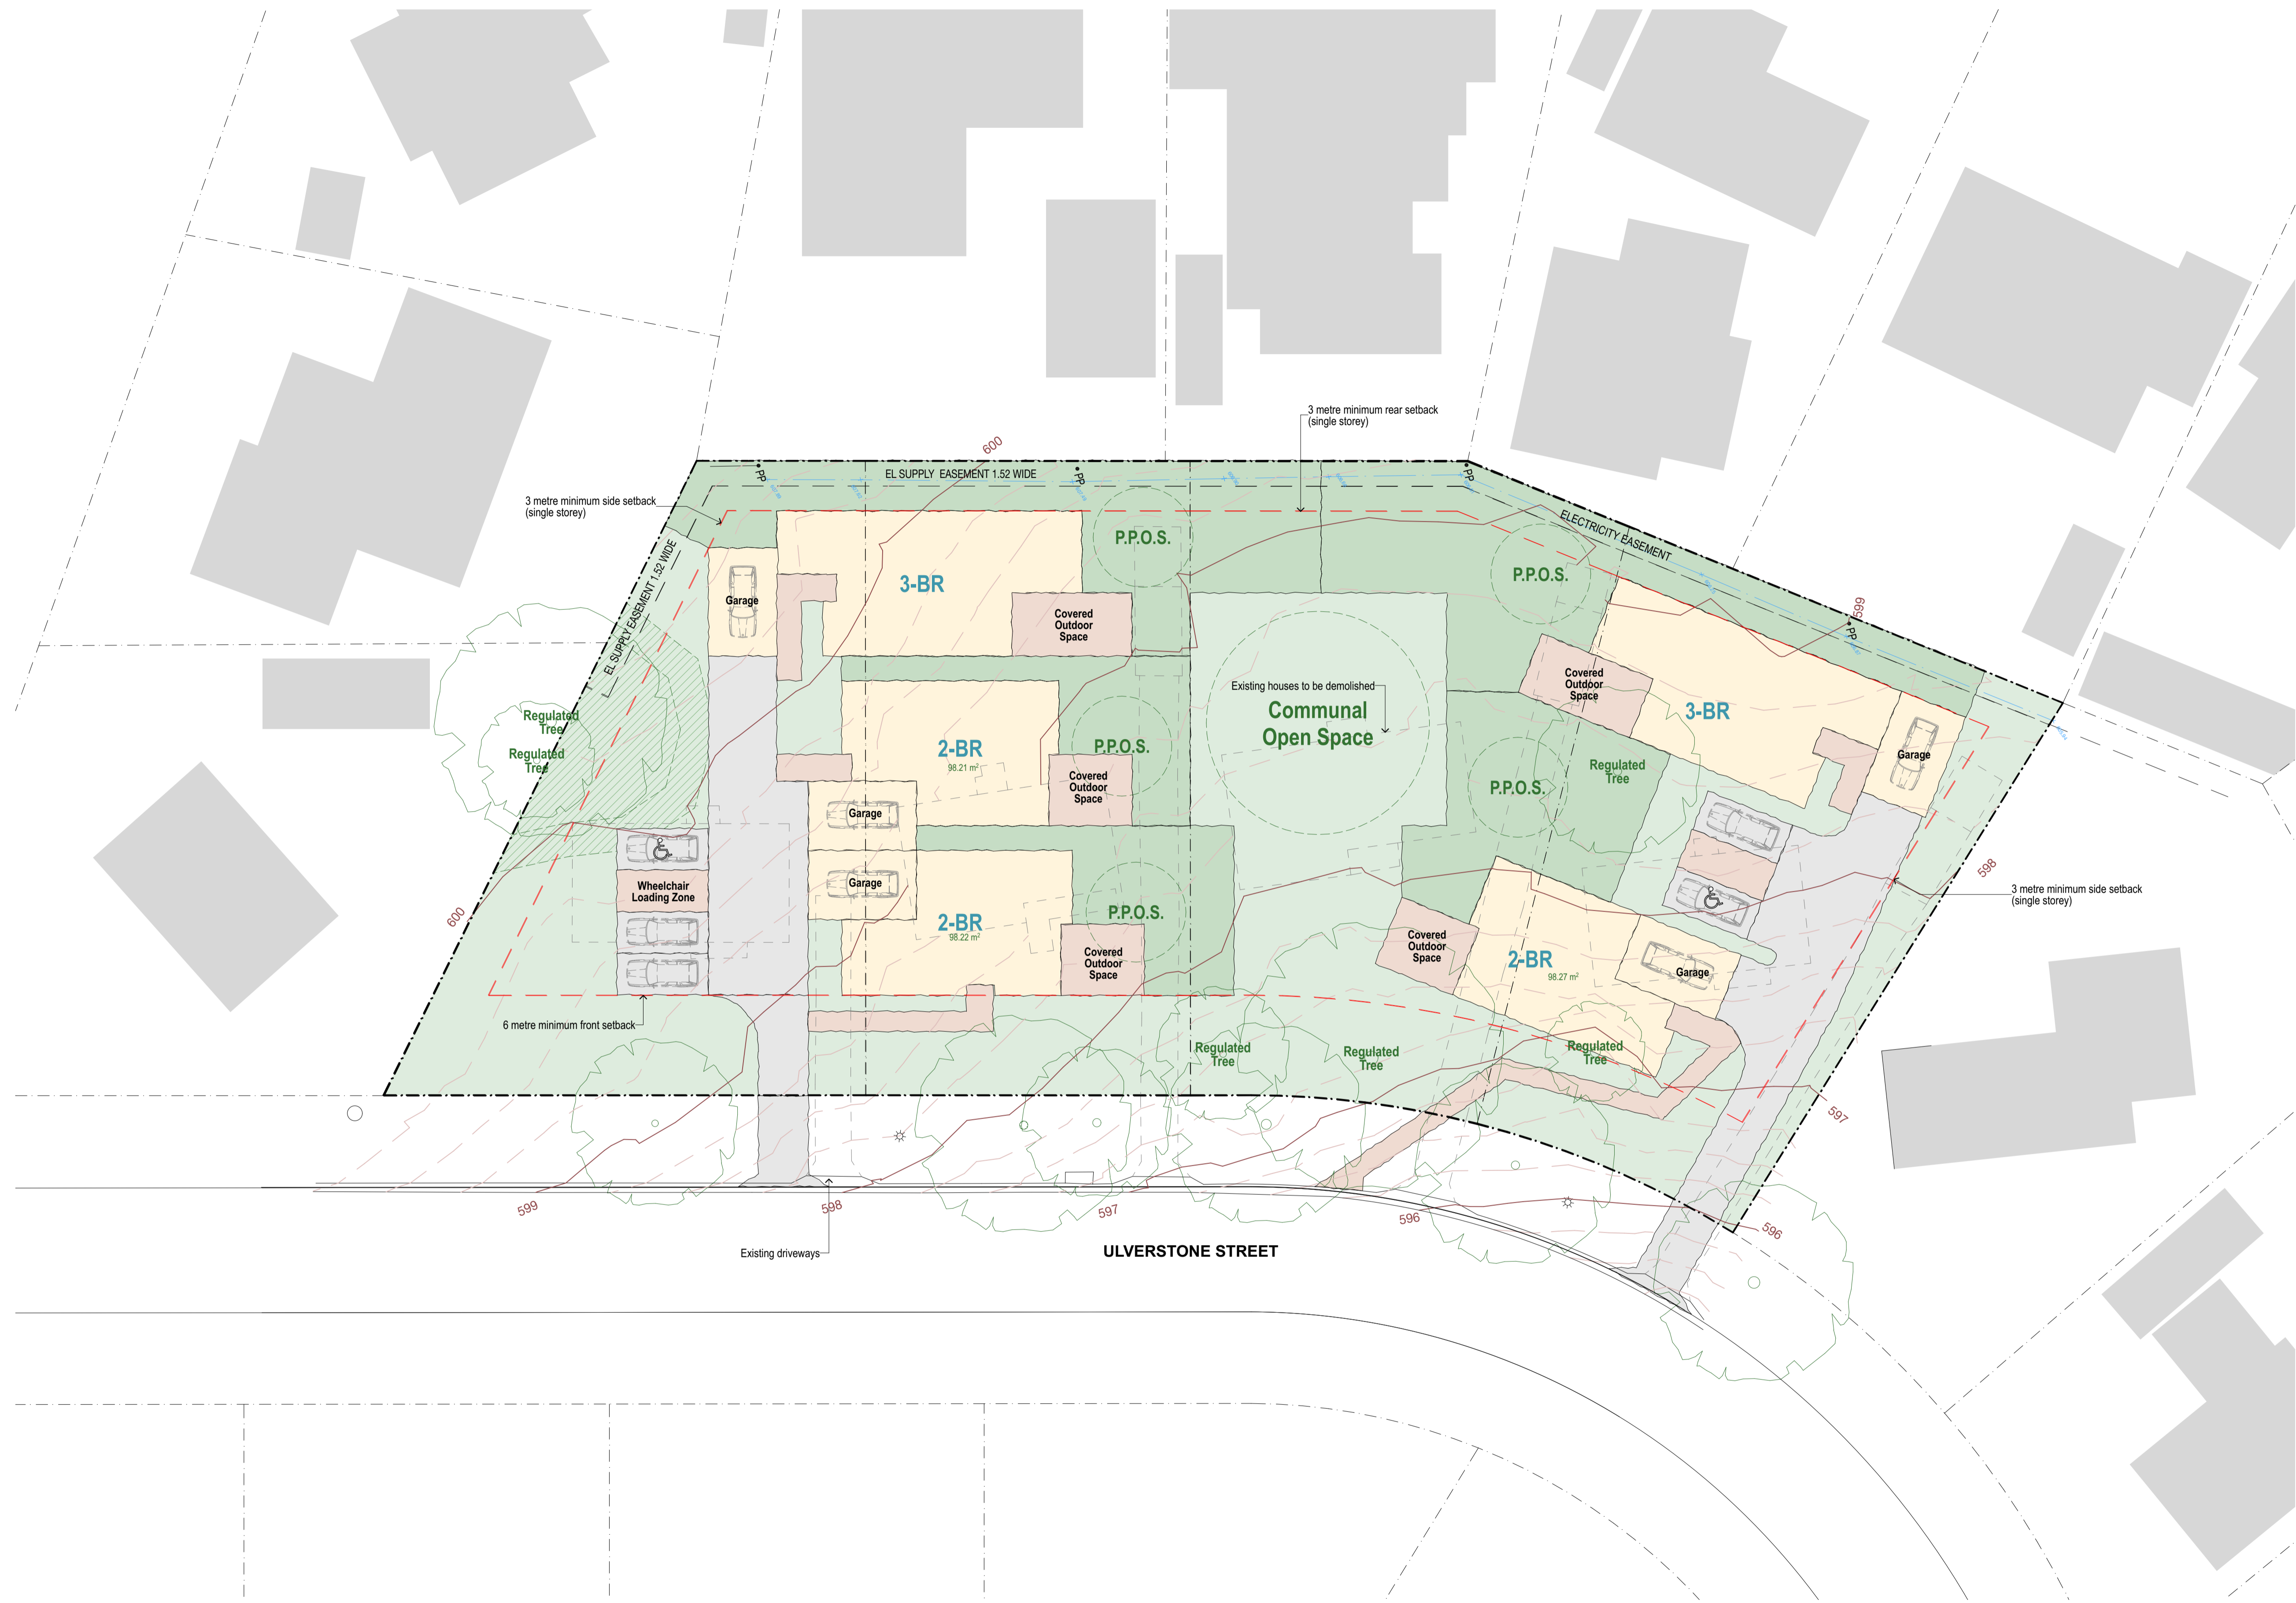 600
3 metre minimum rear setback
(single storey)
PP
EL SUPPLY EASEMENT 1.52 WIDE
PP
PP
3 metre minimum side setback
(single storey)
ELECTRICITY EASEMENT
P.P.O.S.
EL SUPPLY EASEMENT 1.52 WIDE
3-BR
P.P.O.S.
Garage
Covered
Outdoor
Space
599
PP
Existing houses to be demolished
Covered
Outdoor
Space
Communal
Open Space
3-BR
Regulated
Tree
Regulated
Tree
2-BR
98.21 m²
P.P.O.S.
Garage
Covered
Outdoor
Space
P.P.O.S.
Regulated
Tree
Garage
Garage
Wheelchair
Loading Zone
598
3 metre minimum side setback
(single storey)
600
2-BR
98.22 m²
P.P.O.S.
Covered
Outdoor
Space
Covered
Outdoor
Space
2-BR
98.27 m²
Garage
6 metre minimum front setback
Regulated
Tree
Regulated
Tree
Regulated
Tree
597
599
598
597
596
596
Existing driveways
ULVERSTONE STREET